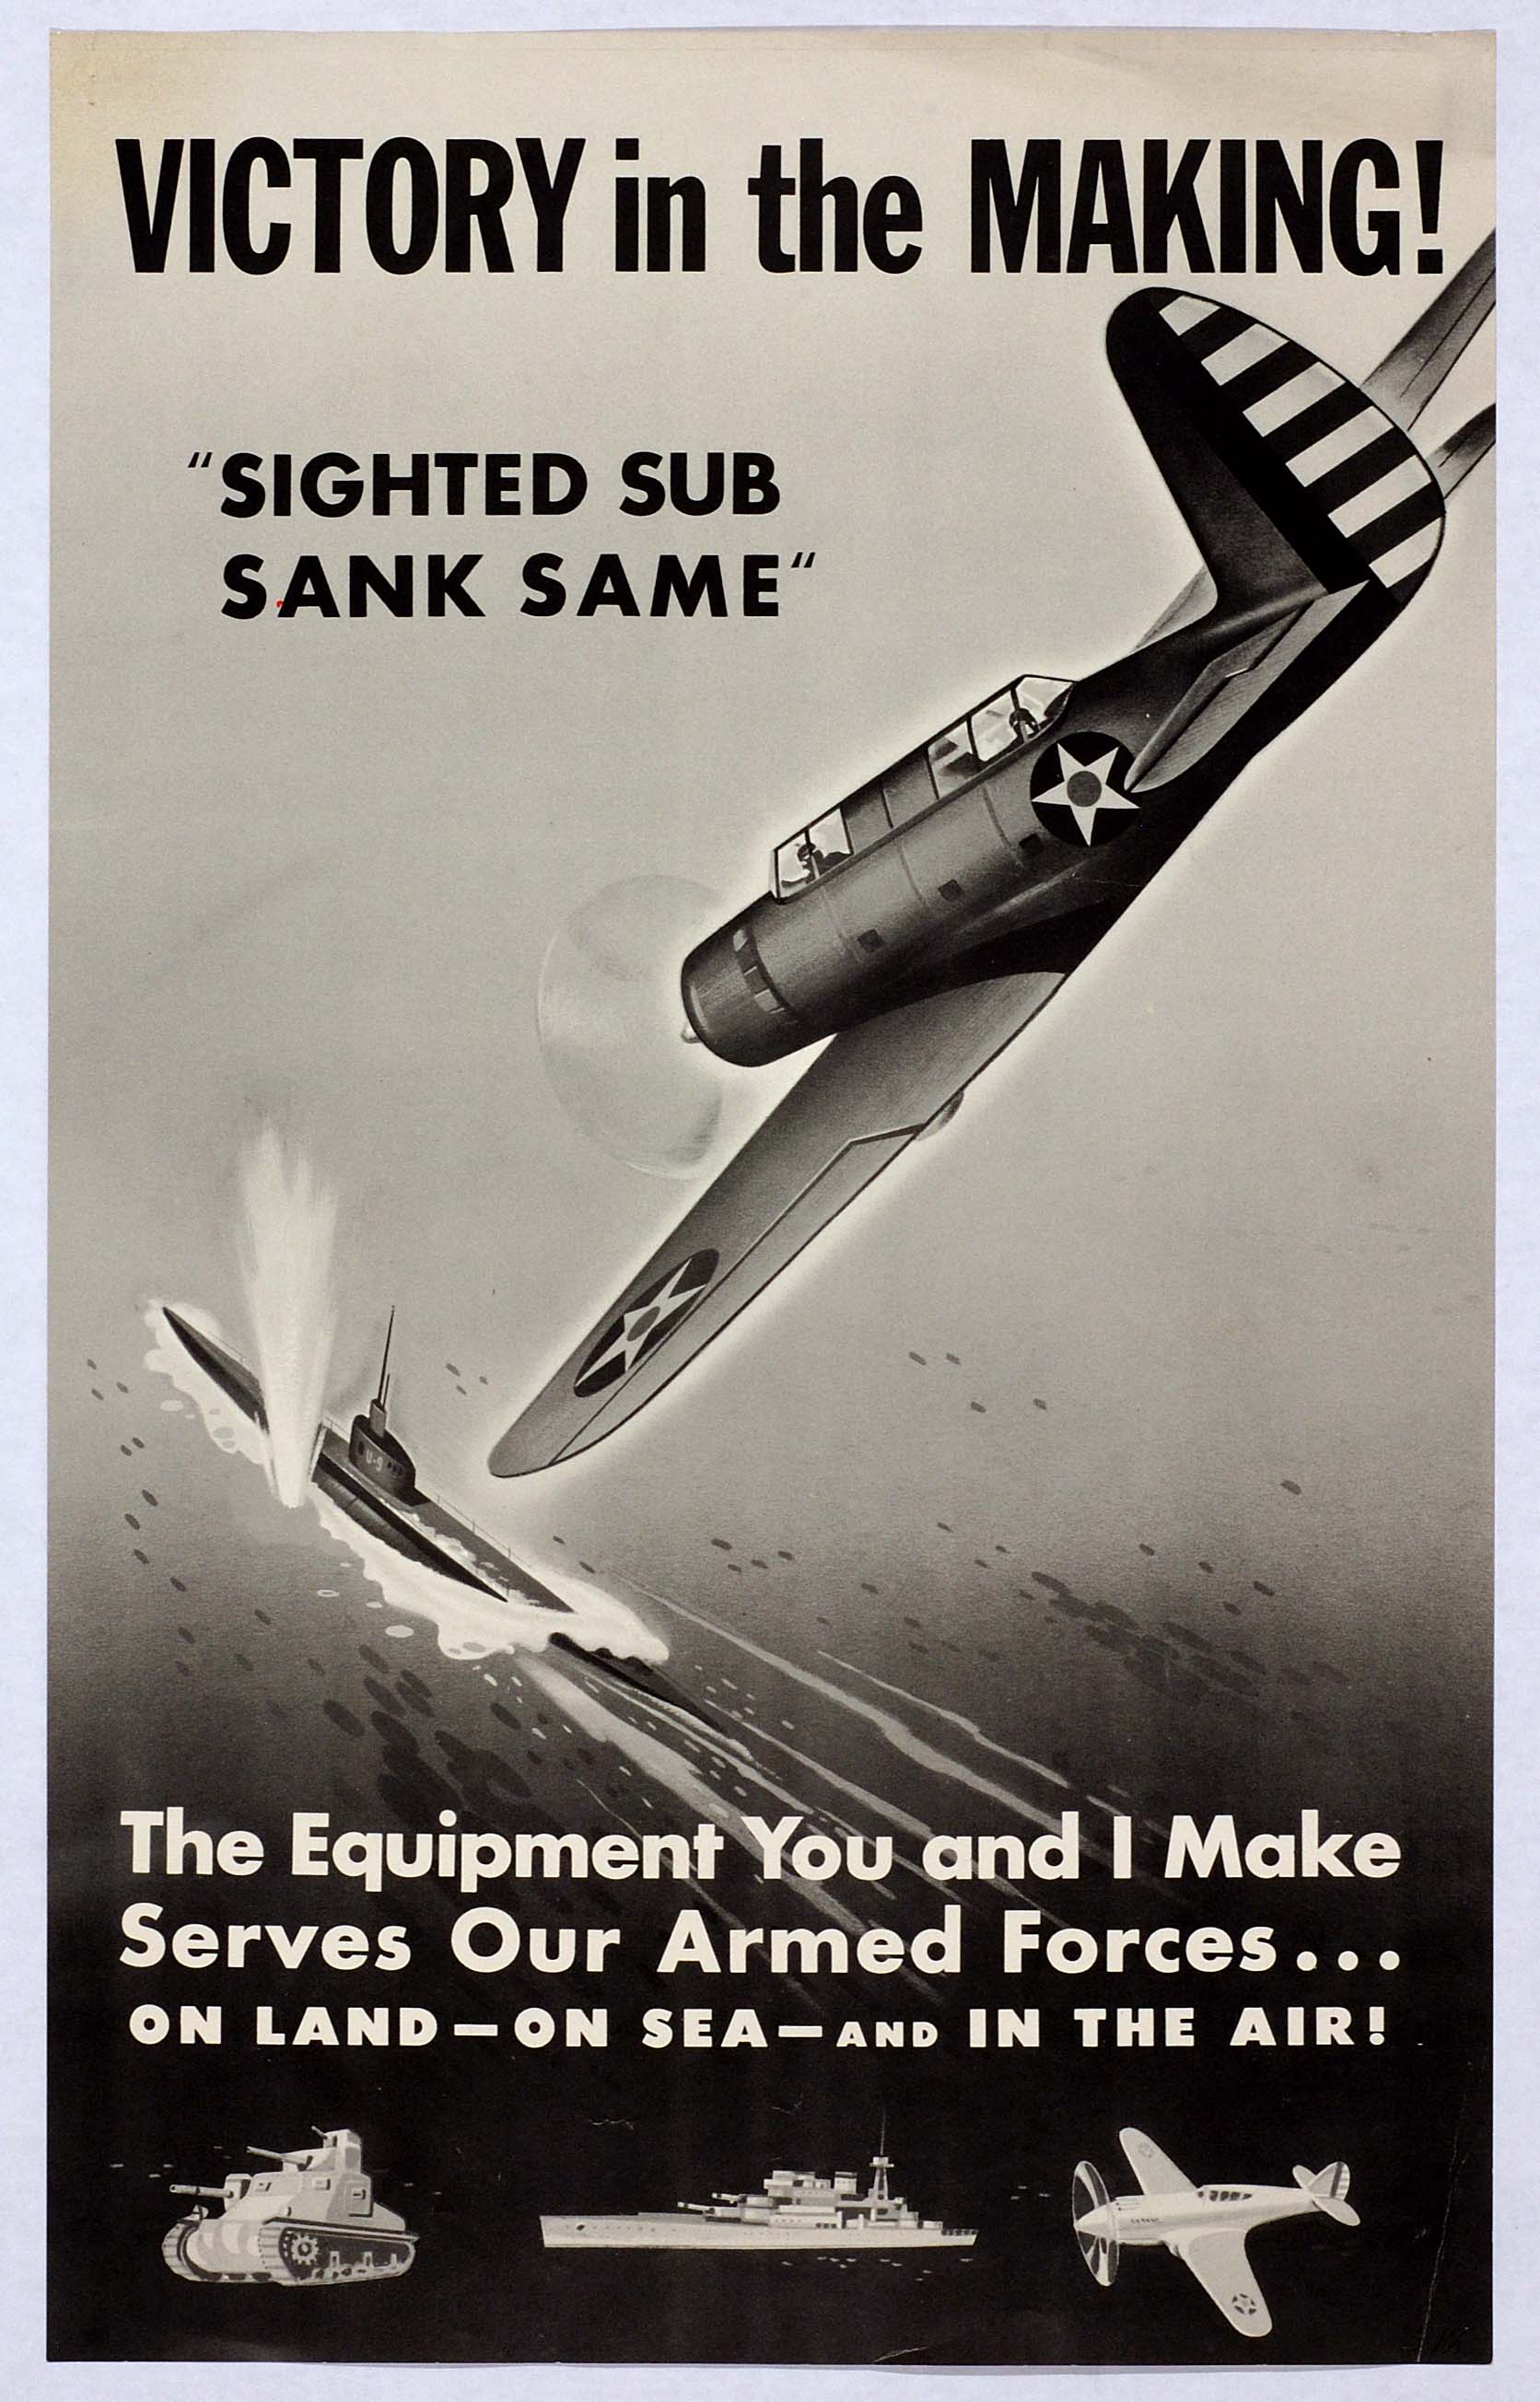 VICTORY in the MAKING!
"SIGHTED SUB
SANK SAME"
U-9
The Equipment You and I Make
Serves Our Armed Forces...
ON LAND—ON SEA—AND IN THE AIR!